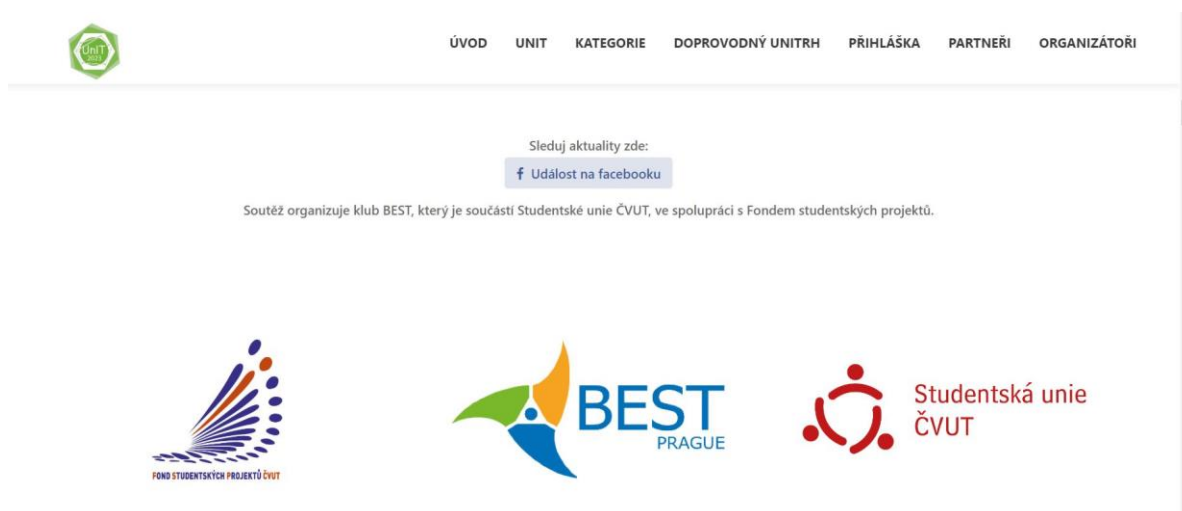 UnIT
2021
ÚVOD UNIT KATEGORIE DOPROVODNÝ UNITRH PŘIHLÁŠKA PARTNEŘI ORGANIZÁTOŘI
Sleduj aktuality zde:
Událost na facebooku
Soutěž organizuje klub BEST, který je součástí Studentské unie ČVUT, ve spolupráci s Fondem studentských projektů.
FOND STUDENTSKÝCH PROJEKTŮ ČVUT
BEST
PRAGUE
Studentská unie
ČVUT